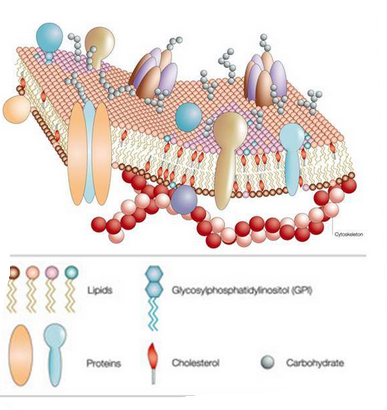 Cytoskeleton
Lipids
Glycosylphosphatidylinositol (GPI)
Proteins
Cholesterol
Carbohydrate